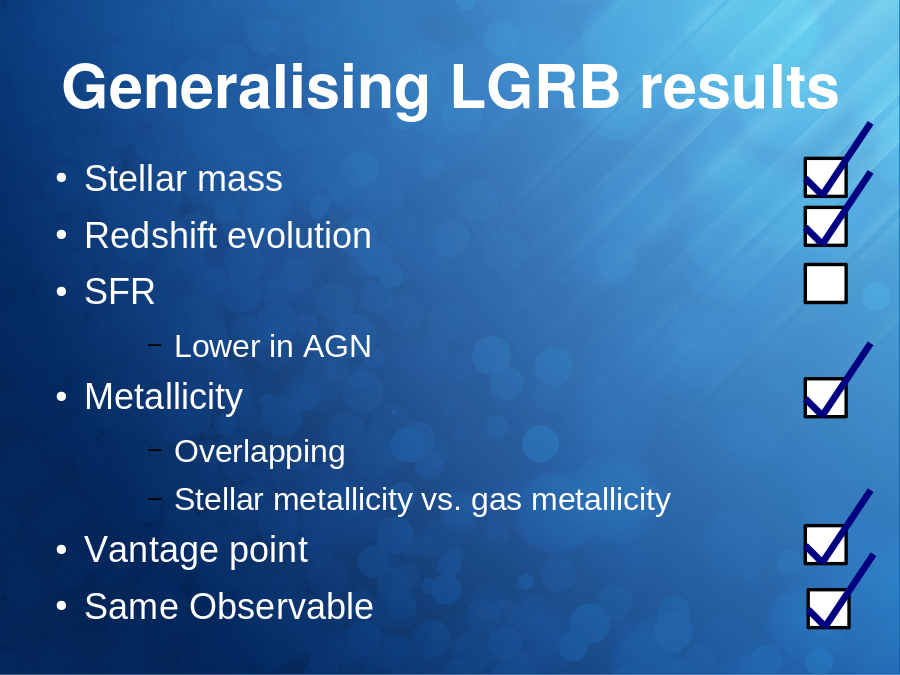 Generalising LGRB results
• Stellar mass
• Redshift evolution
• SFR
– Lower in AGN
• Metallicity
– Overlapping
– Stellar metallicity vs. gas metallicity
• Vantage point
• Same Observable